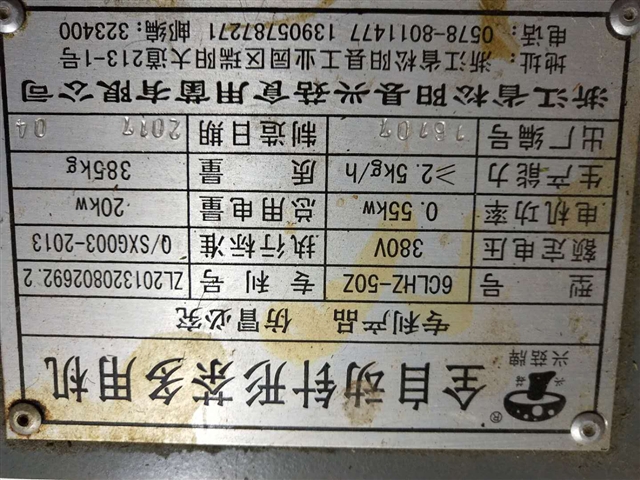 ®
兴菇牌
全自动针形茶多用机
专利产品 仿冒必究
型号 6CLHZ-50Z 专利号 ZL201320802692.2
额定电压 380V 执行标准 Q/SXG003-2013
电机功率 0.55kw 总用电量 20kw
生产能力 ≥2.5kg/h 质量 385kg
出厂编号 16107 制造日期 2017 04
浙江省松阳县兴菇食用菌有限公司
地址：浙江省松阳县工业园区瑞阳大道213-1号
电话：0578-8011477 13905787271 邮编：323400